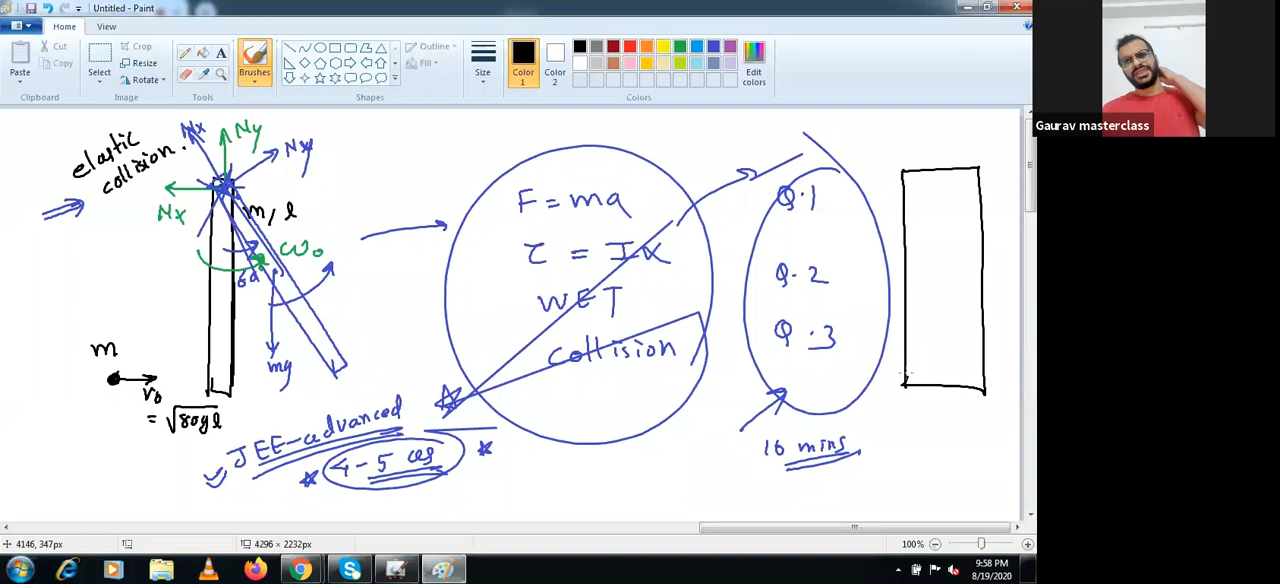 Untitled - Paint
Home
View
Paste
Cut
Copy
Clipboard
Select
Crop
Resize
Rotate
Image
A
Tools
Brushes
Outline
Fill
Shapes
Size
Color 1
Color 2
Edit colors
Colors
Gaurav masterclass
elastic collision.
Nx
Ny
Ny
Nx
m, l
ω₀
mg
m
v₀
= √80gl
F = ma
τ = Iα
WET
collision
Q.1
Q.2
Q.3
16 mins
JEE-advanced
4-5 
4146, 347px
4296 × 2232px
100%
9:58 PM
8/19/2020